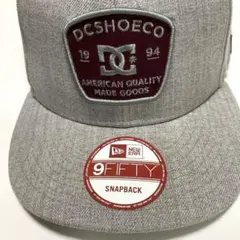 DCSHOECO
19 94
AMERICAN QUALITY
MADE GOODS
NEW ERA
9FIFTY
SNAPBACK